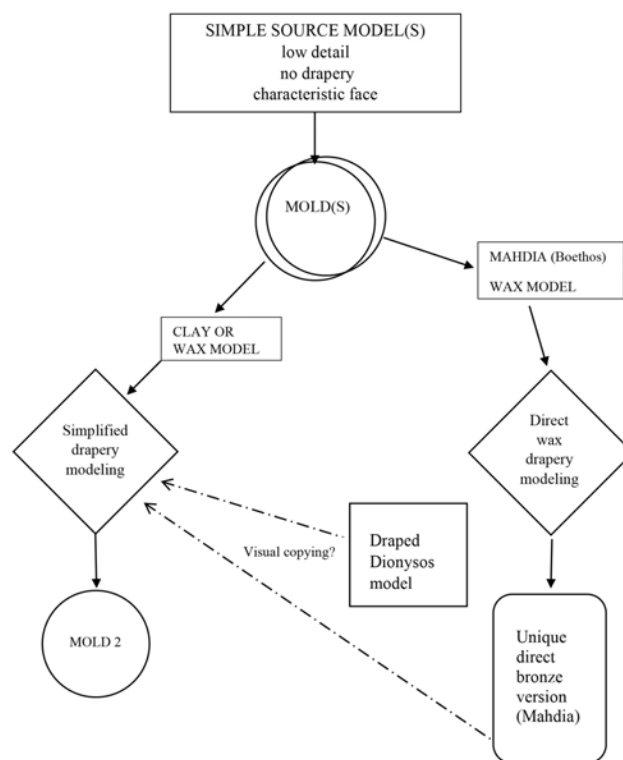 SIMPLE SOURCE MODEL(S)
low detail
no drapery
characteristic face
MOLD(S)
MAHDIA (Boethos)
WAX MODEL
CLAY OR
WAX MODEL
Simplified
drapery
modeling
Direct
wax
drapery
modeling
Visual copying?
Draped
Dionysos
model
MOLD 2
Unique
direct
bronze
version
(Mahdia)